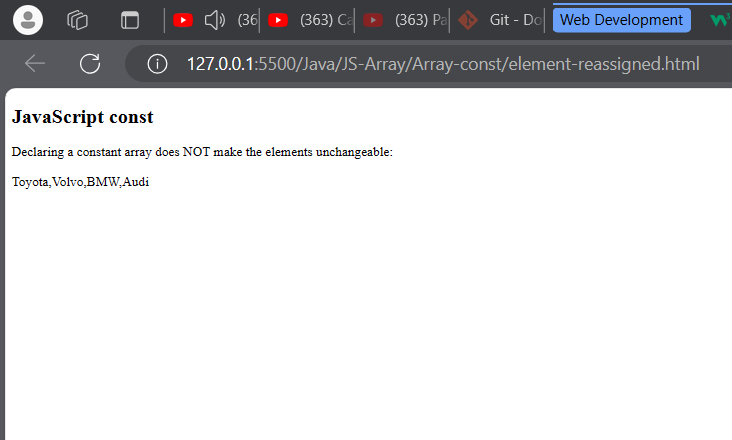 (36
(363) Ca
(363) Pa
Git - Do
Web Development
127.0.0.1:5500/Java/JS-Array/Array-const/element-reassigned.html
JavaScript const
Declaring a constant array does NOT make the elements unchangeable:
Toyota,Volvo,BMW,Audi